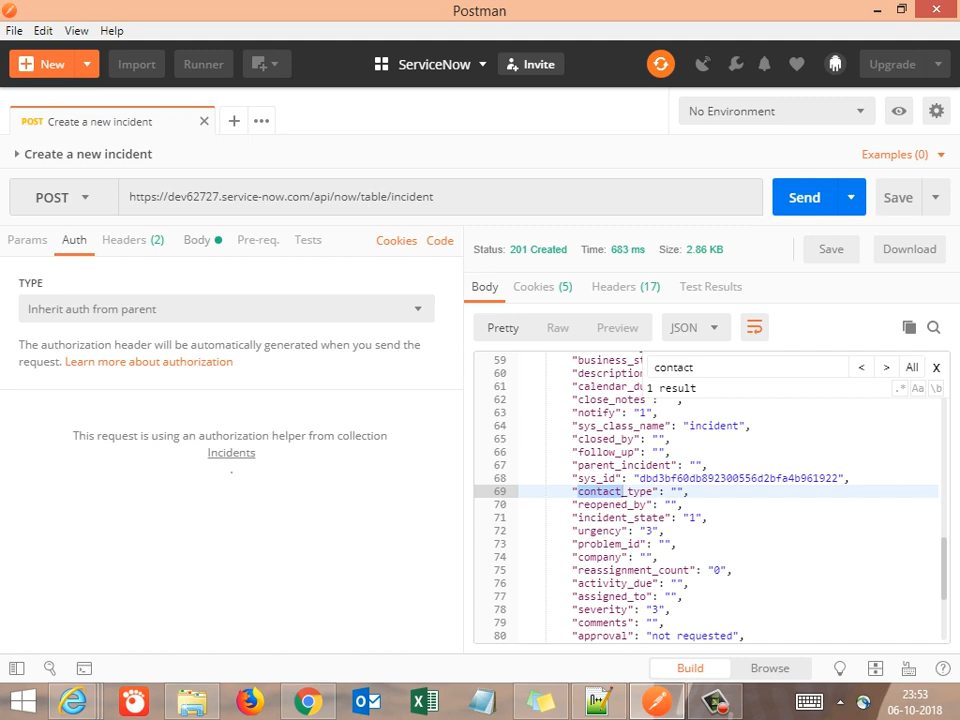 Postman
File Edit View Help
New Import Runner ServiceNow Invite Upgrade
POST Create a new incident No Environment
Create a new incident Examples (0)
POST https://dev62727.service-now.com/api/now/table/incident Send Save
Params Auth Headers (2) Body Pre-req. Tests Cookies Code
Status: 201 Created Time: 683 ms Size: 2.86 KB Save Download
TYPE
Inherit auth from parent
The authorization header will be automatically generated when you send the
request. Learn more about authorization
This request is using an authorization helper from collection
Incidents
.
Body Cookies (5) Headers (17) Test Results
Pretty Raw Preview JSON
contact < > All X
1 result .* Aa \b
59 "business_st
60 "description
61 "calendar_du
62 "close_notes": "",
63 "notify": "1",
64 "sys_class_name": "incident",
65 "closed_by": "",
66 "follow_up": "",
67 "parent_incident": "",
68 "sys_id": "dbd3bf60db892300556d2bfa4b961922",
69 "contact_type": "",
70 "reopened_by": "",
71 "incident_state": "1",
72 "urgency": "3",
73 "problem_id": "",
74 "company": "",
75 "reassignment_count": "0",
76 "activity_due": "",
77 "assigned_to": "",
78 "severity": "3",
79 "comments": "",
80 "approval": "not requested",
Build Browse
23:53
06-10-2018